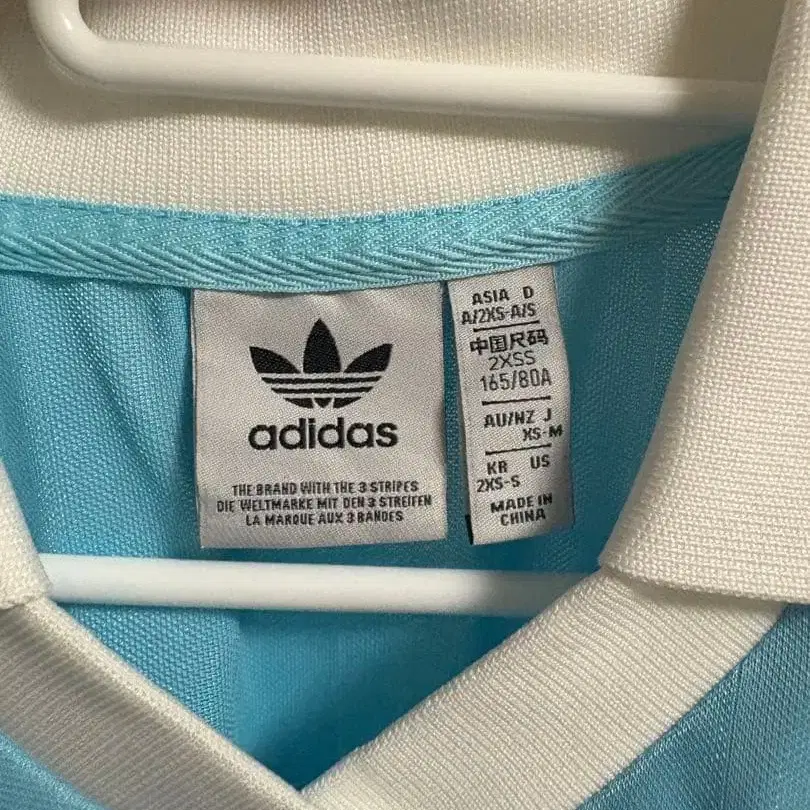 adidas
THE BRAND WITH THE 3 STRIPES
DIE WELTMARKE MIT DEN 3 STREIFEN
LA MARQUE AUX 3 BANDES
ASIA D
A/2XS-A/S
中国尺码
2XSS
165/80A
AU/NZ J
XS-M
KR US
2XS-S
MADE IN
CHINA